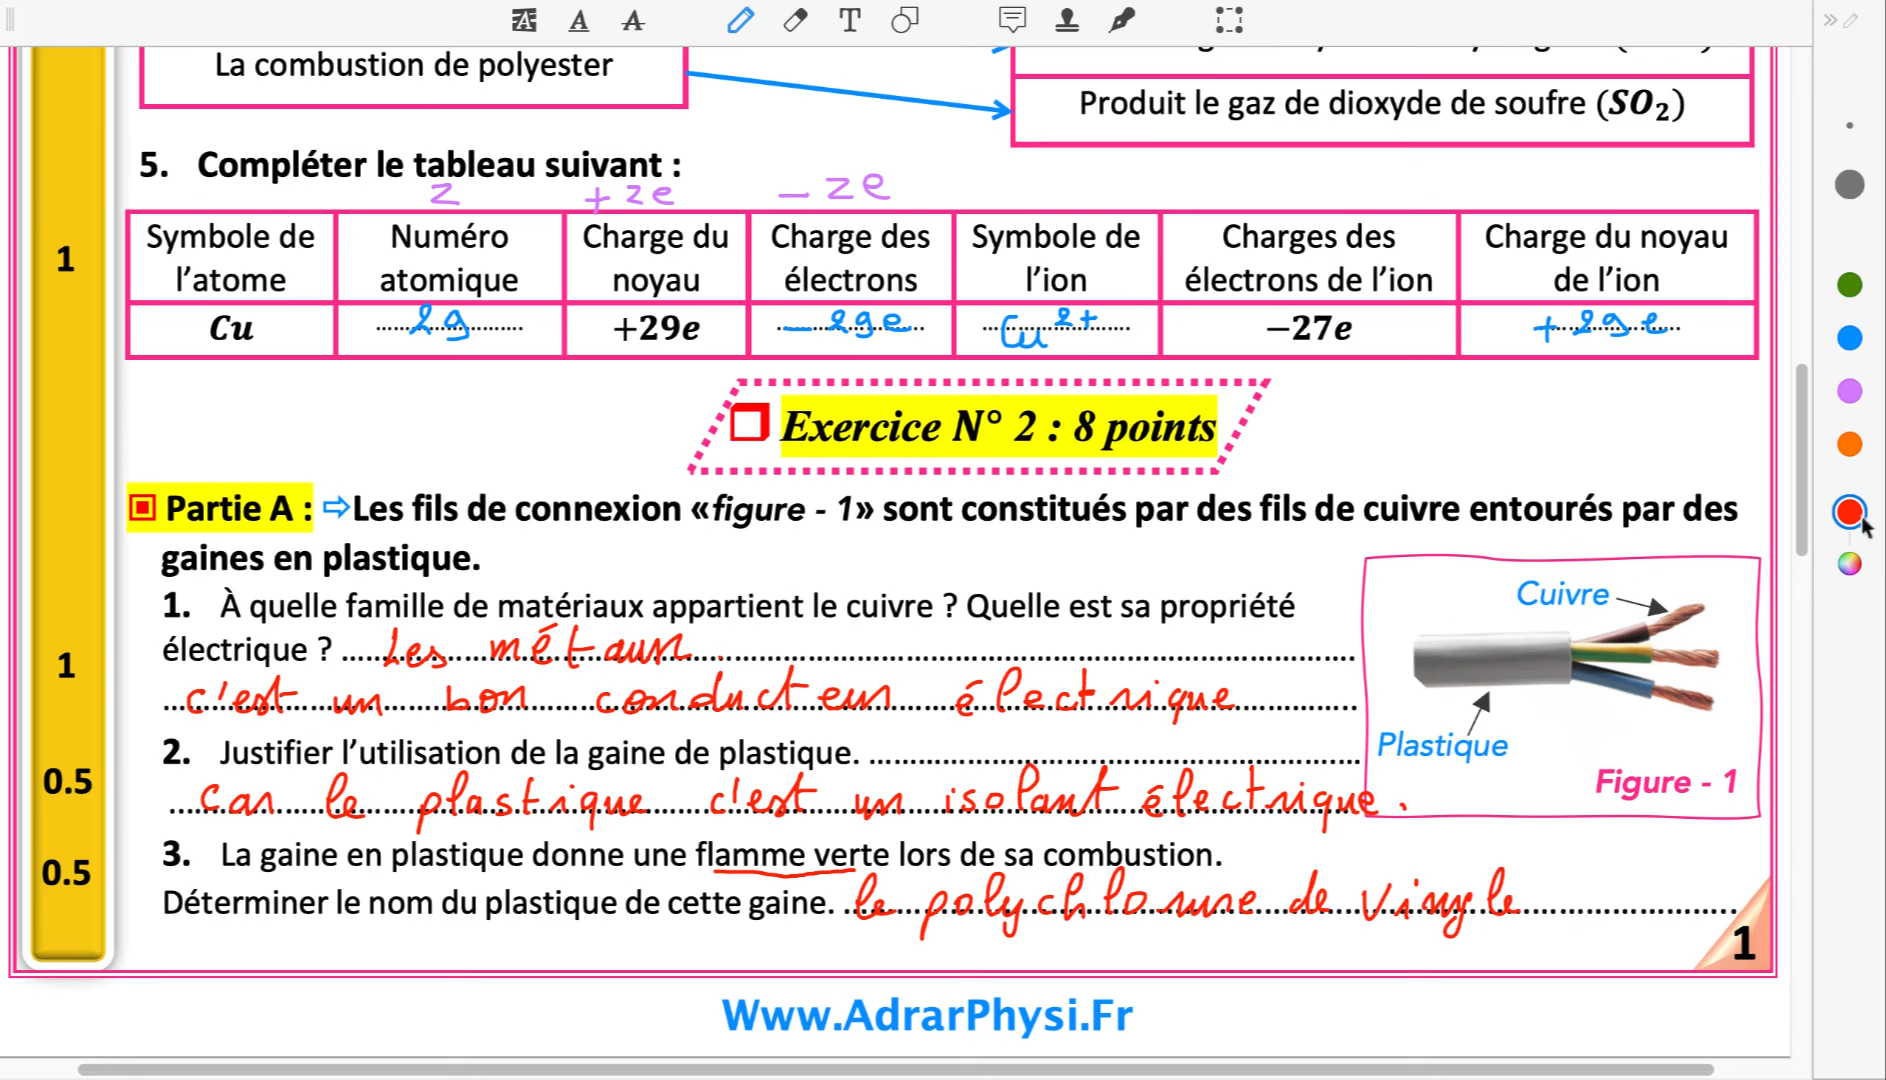 La combustion de polyester
Produit le gaz de dioxyde de soufre (SO₂)
5. Compléter le tableau suivant :
z +ze −ze
1
Symbole de l’atome
Numéro atomique
Charge du noyau
Charge des électrons
Symbole de l’ion
Charges des électrons de l’ion
Charge du noyau de l’ion
Cu 29 +29e −29e Cu²⁺ −27e +29e
Exercice N° 2 : 8 points
Partie A : ⇨Les fils de connexion «figure - 1» sont constitués par des fils de cuivre entourés par des
gaines en plastique.
1. À quelle famille de matériaux appartient le cuivre ? Quelle est sa propriété
électrique ? Les métaux.
1
c'est un bon conducteur électrique
2. Justifier l’utilisation de la gaine de plastique.
0.5
car le plastique c'est un isolant électrique.
Cuivre
Plastique
Figure - 1
3. La gaine en plastique donne une flamme verte lors de sa combustion.
0.5
Déterminer le nom du plastique de cette gaine. le polychlorure de vinyle
1
Www.AdrarPhysi.Fr